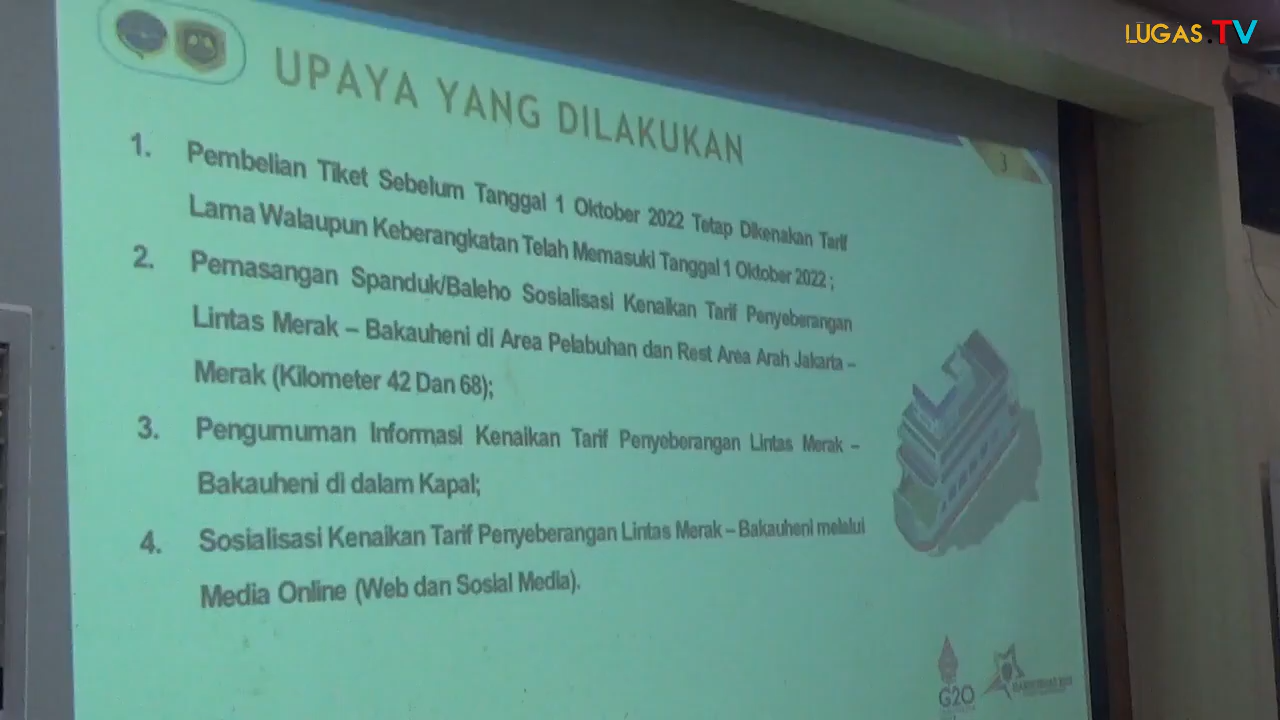 LUGAS.TV
UPAYA YANG DILAKUKAN
3
1. Pembelian Tiket Sebelum Tanggal 1 Oktober 2022 Tetap Dikenakan Tarif
Lama Walaupun Keberangkatan Telah Memasuki Tanggal 1 Oktober 2022 ;
2. Pemasangan Spanduk/Baleho Sosialisasi Kenaikan Tarif Penyeberangan
Lintas Merak – Bakauheni di Area Pelabuhan dan Rest Area Arah Jakarta –
Merak (Kilometer 42 Dan 68);
3. Pengumuman Informasi Kenaikan Tarif Penyeberangan Lintas Merak –
Bakauheni di dalam Kapal;
4. Sosialisasi Kenaikan Tarif Penyeberangan Lintas Merak – Bakauheni melalui
Media Online (Web dan Sosial Media).
G20